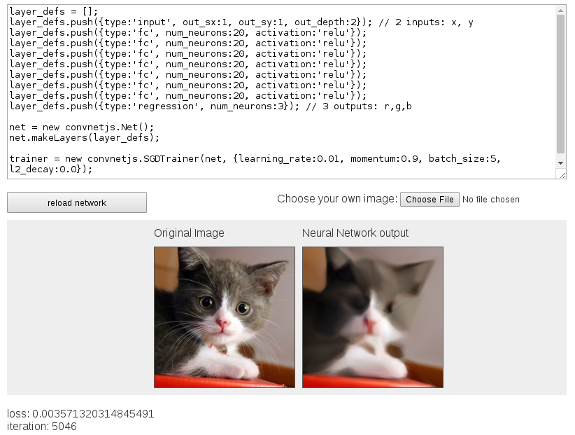 layer_defs = [];
layer_defs.push({type:'input', out_sx:1, out_sy:1, out_depth:2}); // 2 inputs: x, y
layer_defs.push({type:'fc', num_neurons:20, activation:'relu'});
layer_defs.push({type:'fc', num_neurons:20, activation:'relu'});
layer_defs.push({type:'fc', num_neurons:20, activation:'relu'});
layer_defs.push({type:'fc', num_neurons:20, activation:'relu'});
layer_defs.push({type:'fc', num_neurons:20, activation:'relu'});
layer_defs.push({type:'fc', num_neurons:20, activation:'relu'});
layer_defs.push({type:'fc', num_neurons:20, activation:'relu'});
layer_defs.push({type:'regression', num_neurons:3}); // 3 outputs: r,g,b
net = new convnetjs.Net();
net.makeLayers(layer_defs);
trainer = new convnetjs.SGDTrainer(net, {learning_rate:0.01, momentum:0.9, batch_size:5,
l2_decay:0.0});
reload network
Choose your own image: Choose File No file chosen
Original Image
Neural Network output
loss: 0.003571320314845491
iteration: 5046